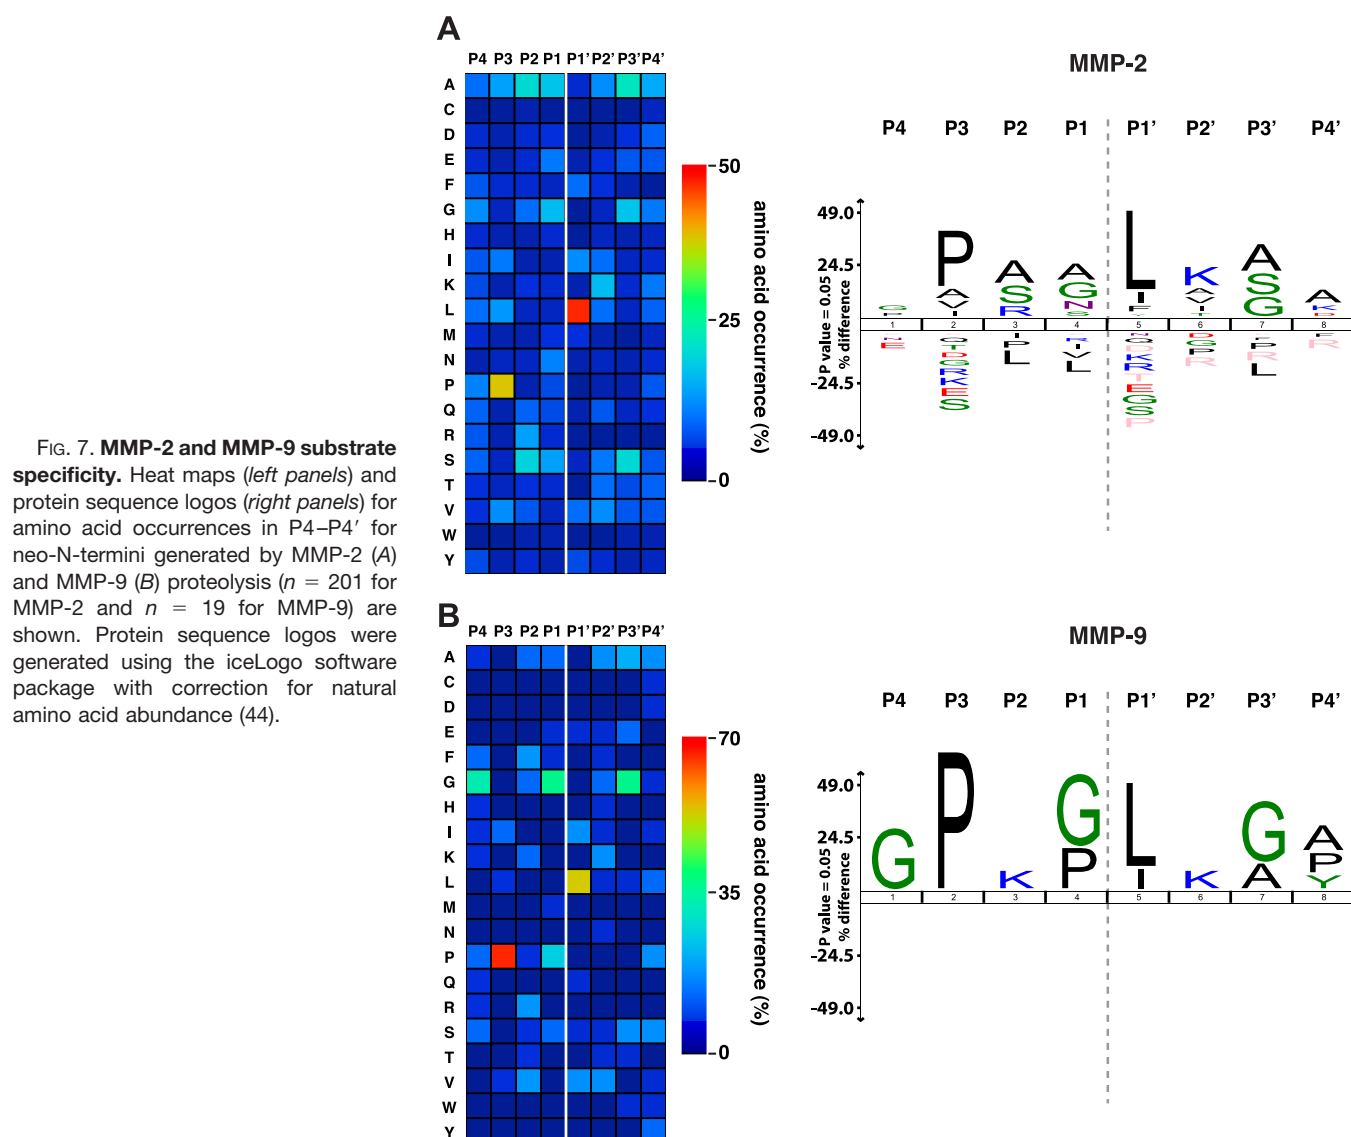 A
P4 P3 P2 P1 P1' P2' P3' P4'
A
C
D
E
F
G
H
I
K
L
M
N
P
Q
R
S
T
V
W
Y
50
25
0
amino acid occurrence (%)
MMP-2
P4 P3 P2 P1 P1' P2' P3' P4'
49.0
24.5
-24.5
-49.0
P value = 0.05
% difference
1 2 3 4 5 6 7 8
FIG. 7. MMP-2 and MMP-9 substrate
specificity. Heat maps (left panels) and
protein sequence logos (right panels) for
amino acid occurrences in P4–P4′ for
neo-N-termini generated by MMP-2 (A)
and MMP-9 (B) proteolysis (n = 201 for
MMP-2 and n = 19 for MMP-9) are
shown. Protein sequence logos were
generated using the iceLogo software
package with correction for natural
amino acid abundance (44).
B
P4 P3 P2 P1 P1' P2' P3' P4'
A
C
D
E
F
G
H
I
K
L
M
N
P
Q
R
S
T
V
W
Y
70
35
0
amino acid occurrence (%)
MMP-9
P4 P3 P2 P1 P1' P2' P3' P4'
49.0
24.5
-24.5
-49.0
P value = 0.05
% difference
G P K G P L I K G A A P Y
1 2 3 4 5 6 7 8